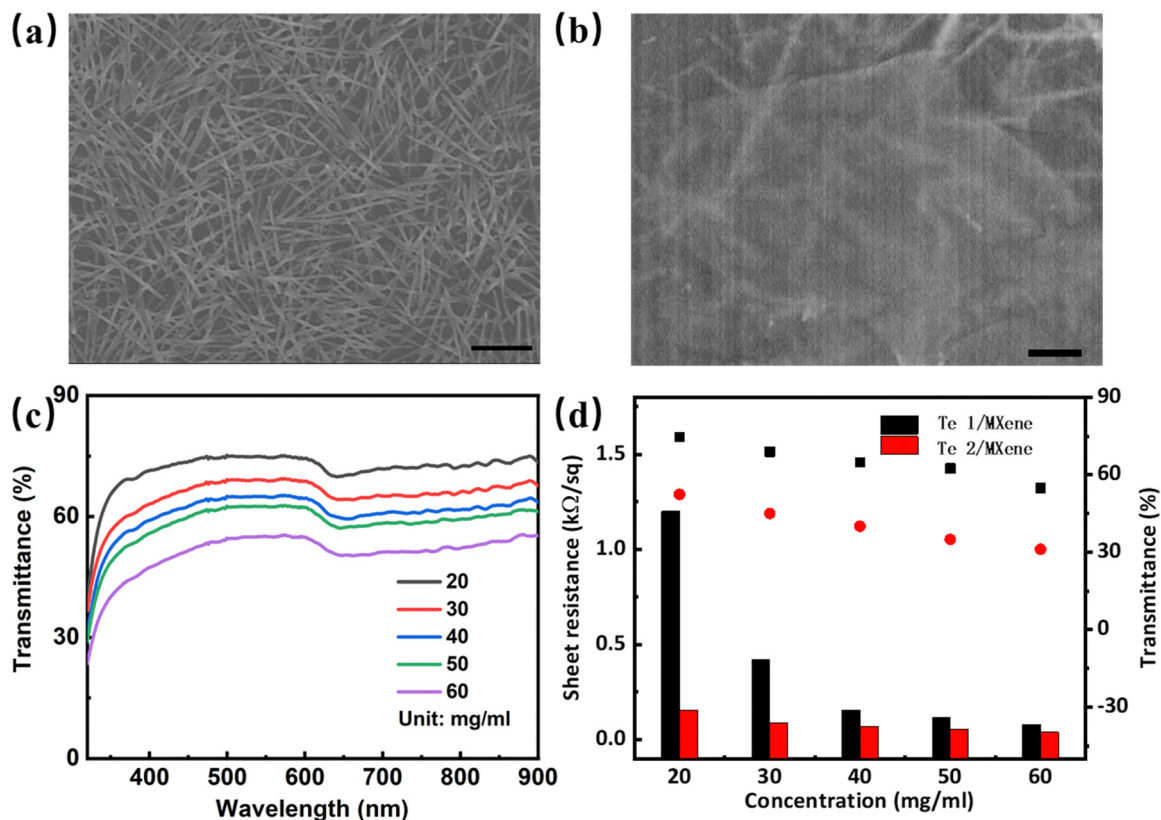 (a)
(b)
(c)
90
60
30
0
Transmittance (%)
20
30
40
50
60
Unit: mg/ml
400 500 600 700 800 900
Wavelength (nm)
(d)
Te 1/MXene
Te 2/MXene
1.5
1.0
0.5
0.0
Sheet resistance (kΩ/sq)
90
60
30
0
-30
Transmittance (%)
20 30 40 50 60
Concentration (mg/ml)